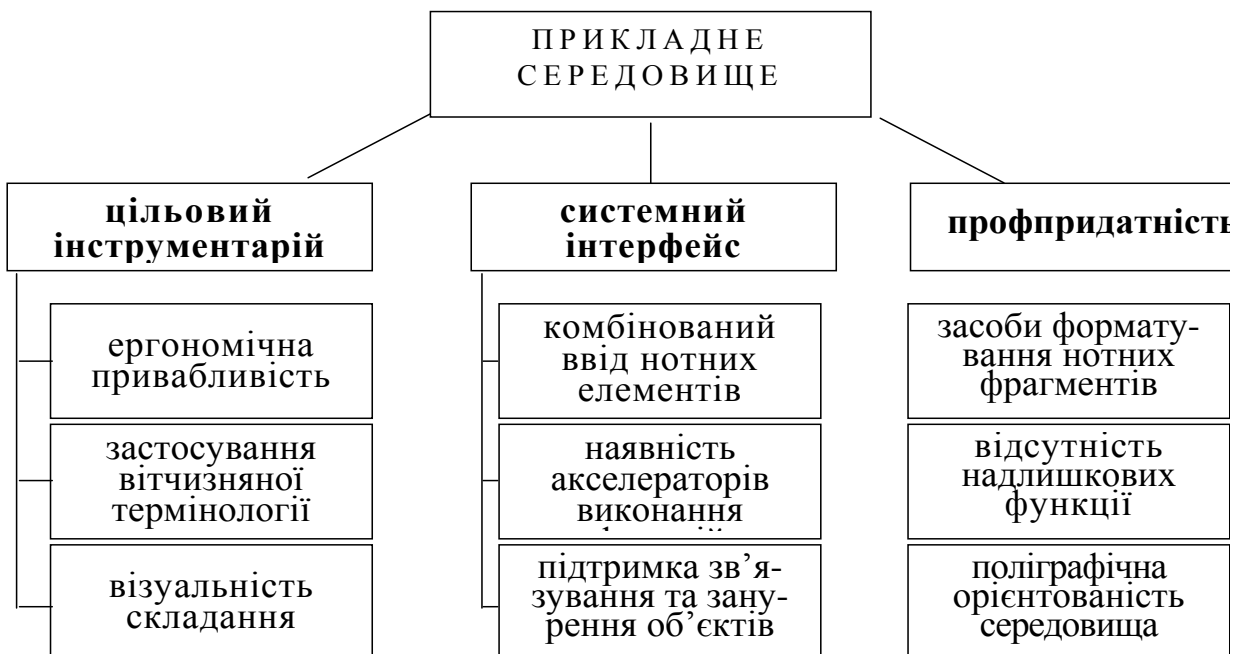 ПРИКЛАДНЕ
СЕРЕДОВИЩЕ
цільовий
інструментарій
системний
інтерфейс
профпридатність
ергономічна
привабливість
застосування
вітчизняної
термінології
візуальність
складання
комбінований
ввід нотних
елементів
наявність
акселераторів
виконання
підтримка зв’я-
зування та зану-
рення об’єктів
засоби формату-
вання нотних
фрагментів
відсутність
надлишкових
функції
поліграфічна
орієнтованість
середовища